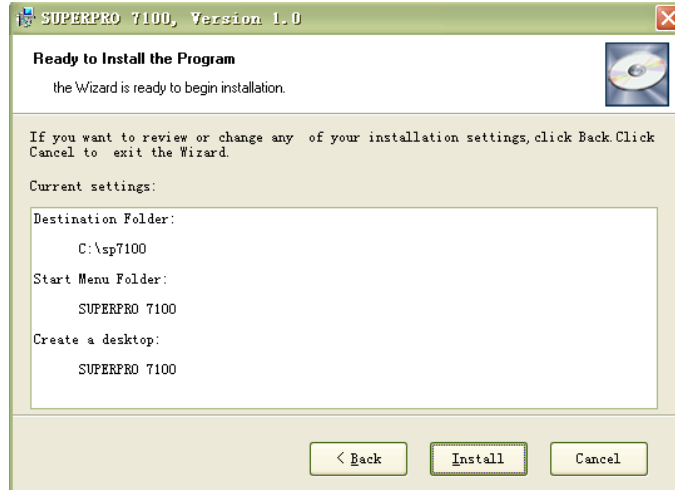 SUPERPRO 7100, Version 1.0
Ready to Install the Program
the Wizard is ready to begin installation.
If you want to review or change any of your installation settings, click Back. Click
Cancel to exit the Wizard.
Current settings:
Destination Folder:
C:\sp7100
Start Menu Folder:
SUPERPRO 7100
Create a desktop:
SUPERPRO 7100
< Back
Install
Cancel